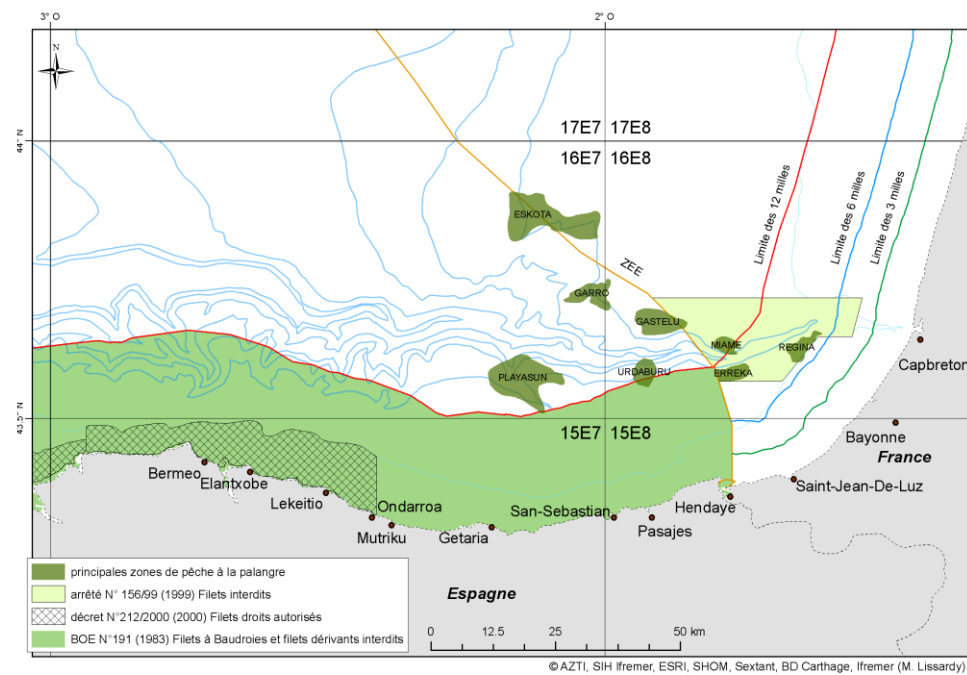 3° O
2° O
N
44° N
17E7
17E8
16E7
16E8
ESKOTA
Limite des 12 milles
Limite des 6 milles
Limite des 3 milles
ZEE
GARRO
GASTELU
MIAME
REGINA
PLAYASUN
URDABURU
ERREKA
Capbreton
43.5° N
15E7
15E8
Bayonne
France
Bermeo
Elantxobe
Lekeitio
Ondarroa
San-Sebastian
Hendaye
Saint-Jean-De-Luz
Mutriku
Getaria
Pasajes
principales zones de pêche à la palangre
arrêté N° 156/99 (1999) Filets interdits
décret N°212/2000 (2000) Filets droits autorisés
BOE N°191 (1983) Filets à Baudroies et filets dérivants interdits
Espagne
0 12.5 25 50 km
© AZTI, SIH Ifremer, ESRI, SHOM, Sextant, BD Carthage, Ifremer (M. Lissardy)